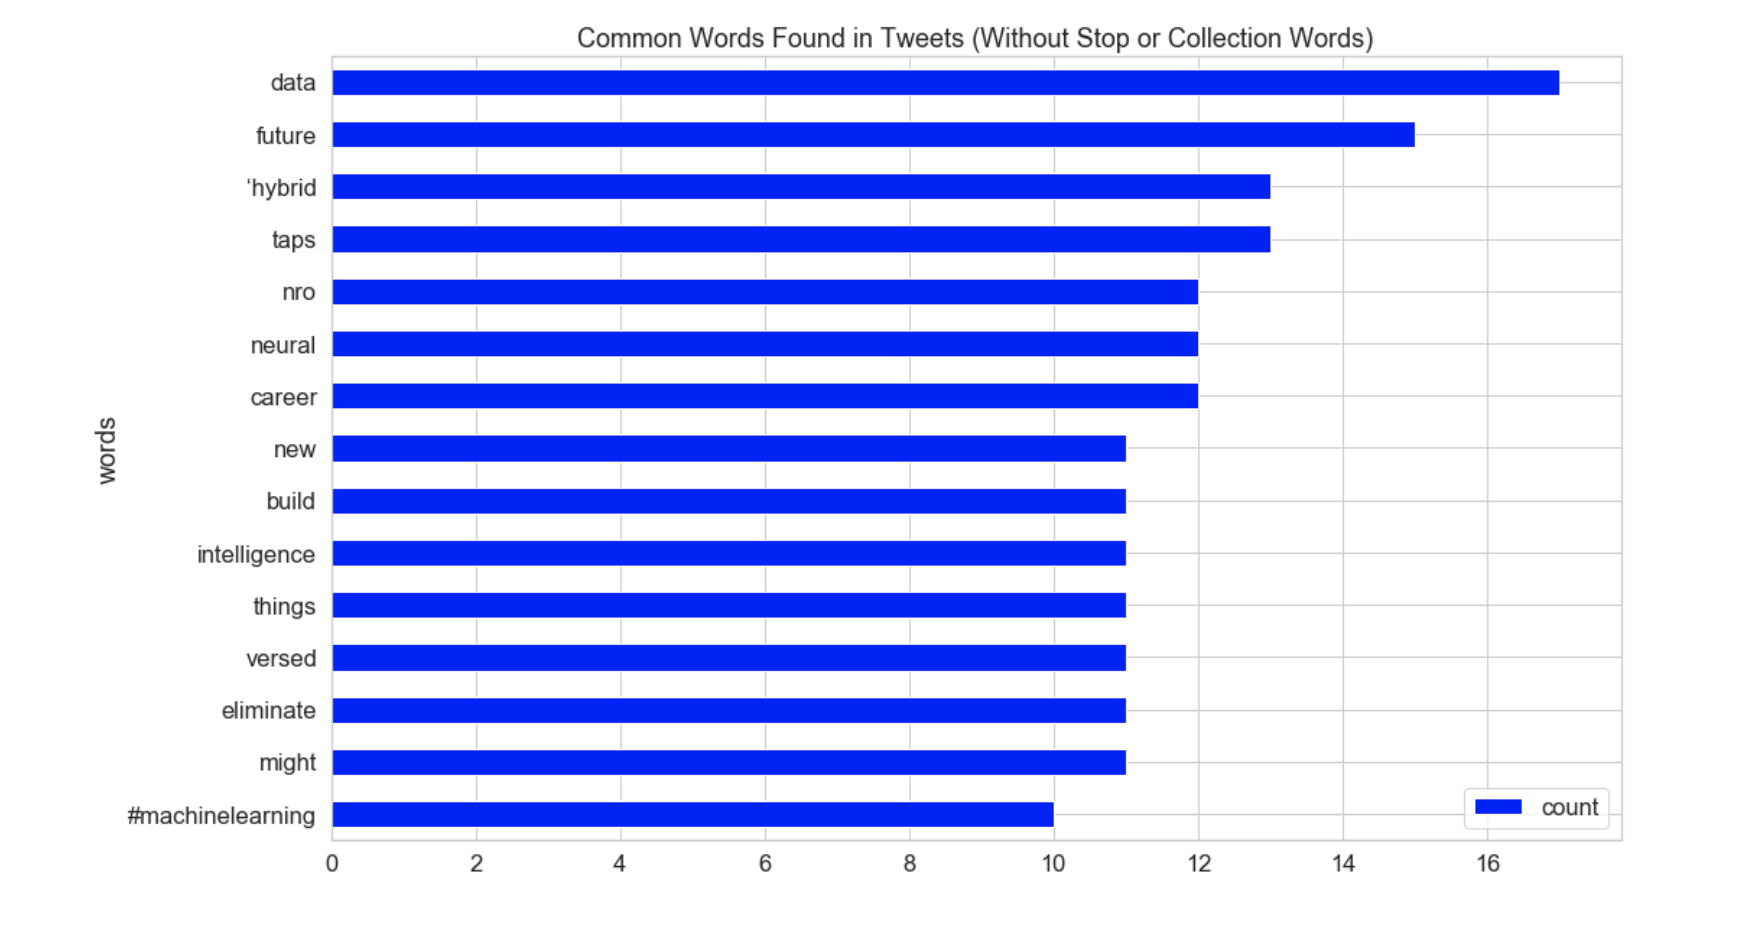 Common Words Found in Tweets (Without Stop or Collection Words)
data
future
‘hybrid
taps
nro
neural
career
new
build
intelligence
things
versed
eliminate
might
#machinelearning
words
count
0 2 4 6 8 10 12 14 16